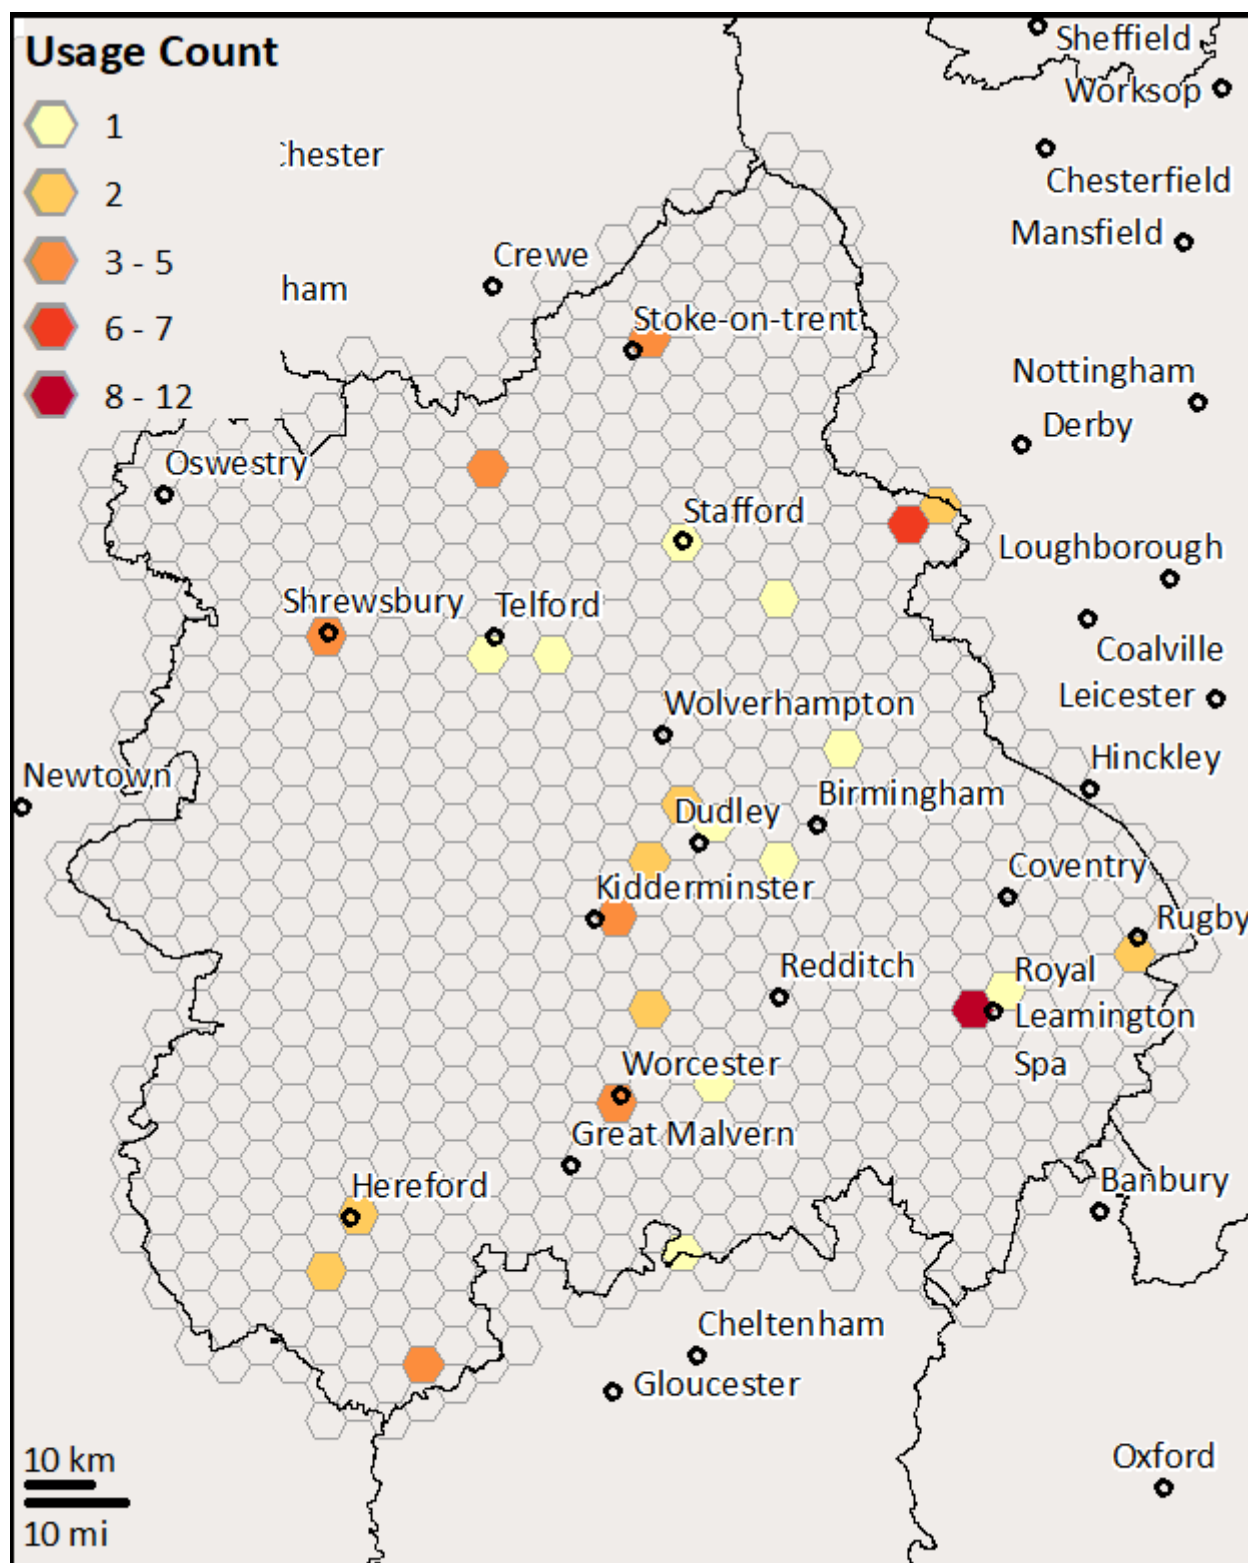 Usage Count
1
2
3 - 5
6 - 7
8 - 12
Sheffield
Worksop
Chester
Chesterfield
Mansfield
Crewe
ham
Stoke-on-trent
Nottingham
Derby
Oswestry
Stafford
Loughborough
Shrewsbury
Telford
Coalville
Leicester
Wolverhampton
Hinckley
Newtown
Birmingham
Dudley
Coventry
Kidderminster
Rugby
Redditch
Royal
Leamington
Spa
Worcester
Great Malvern
Hereford
Banbury
Cheltenham
Gloucester
Oxford
10 km
10 mi